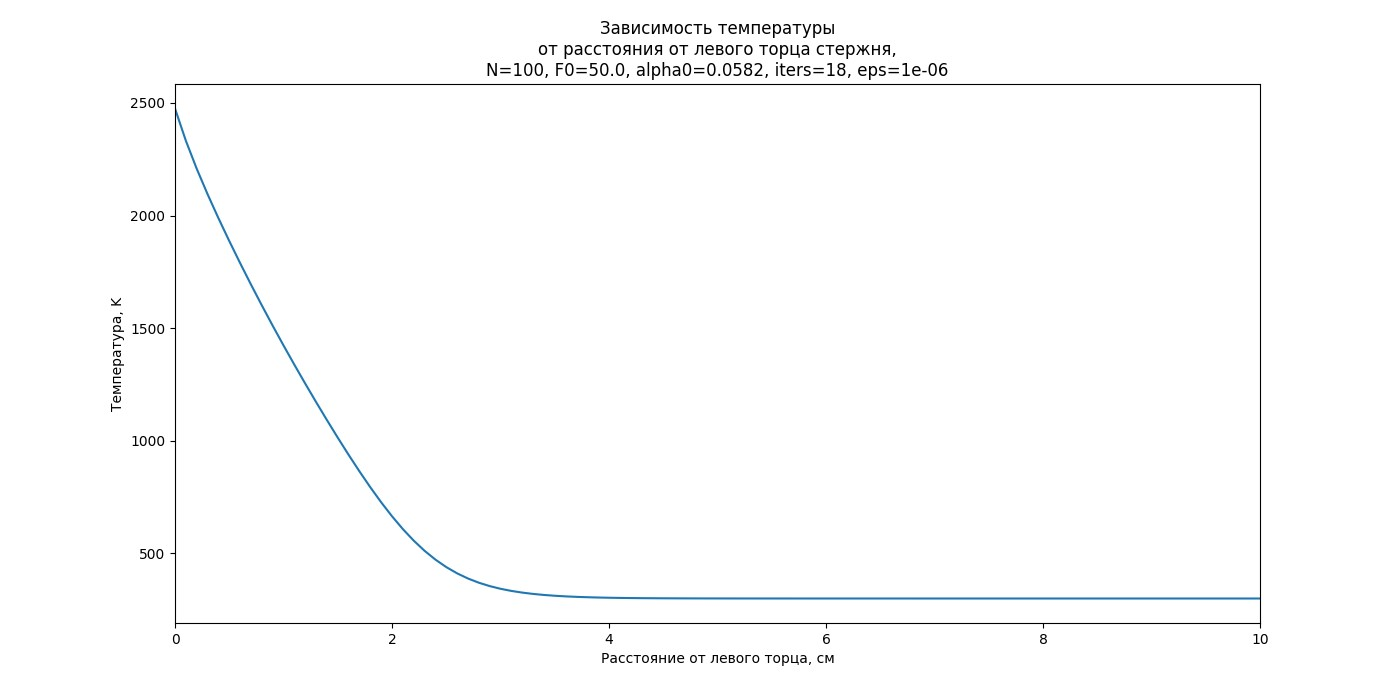 Зависимость температуры
от расстояния от левого торца стержня,
N=100, F0=50.0, alpha0=0.0582, iters=18, eps=1e-06
2500
2000
1500
1000
500
Температура, K
0 2 4 6 8 10
Расстояние от левого торца, см